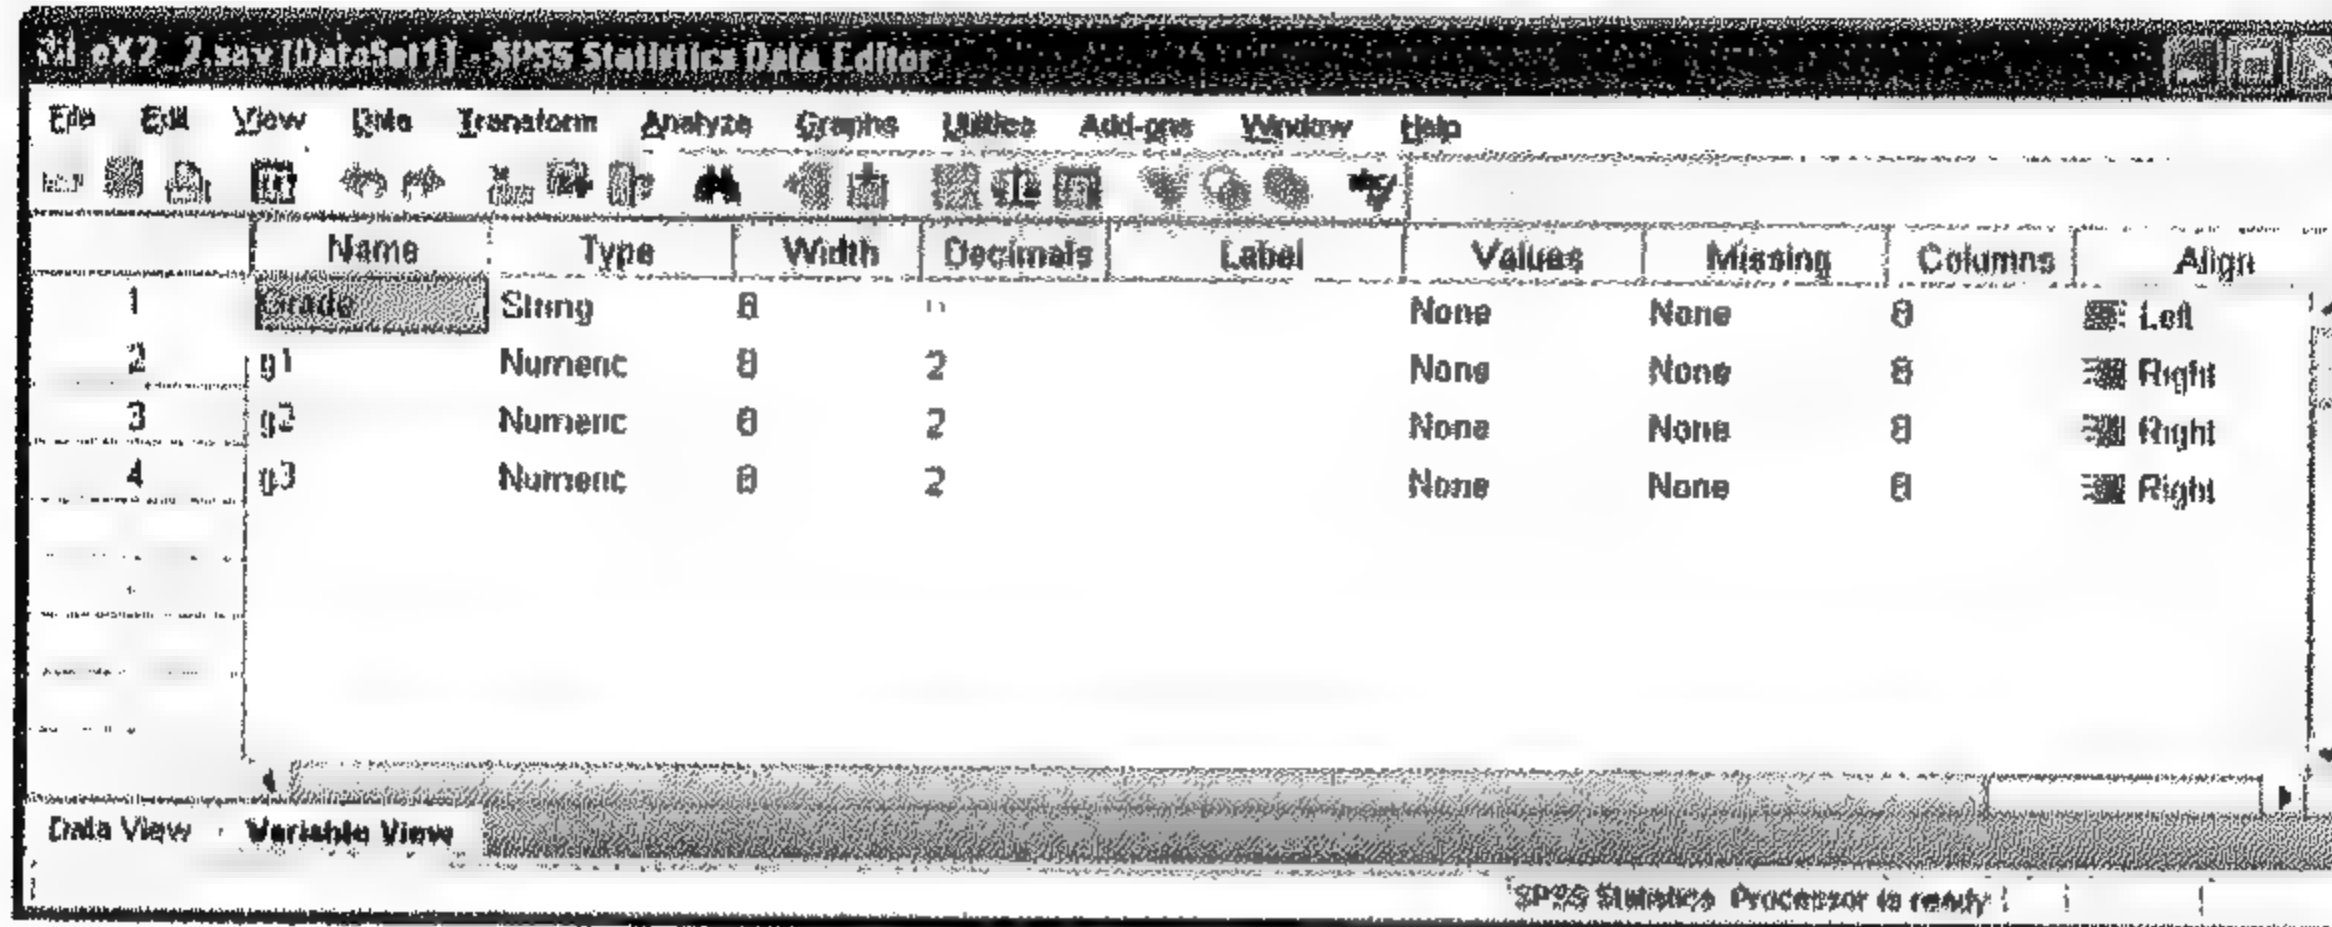 eX2_2.sav [DataSet1] - SPSS Statistics Data Editor
File Edit View Data Transform Analyze Graphs Utilities Add-ons Window Help
Name Type Width Decimals Label Values Missing Columns Align
1 Grade String 8 None None 8 Left
2 g1 Numeric 8 2 None None 8 Right
3 g2 Numeric 8 2 None None 8 Right
4 g3 Numeric 8 2 None None 8 Right
Data View Variable View
SPSS Statistics Processor is ready